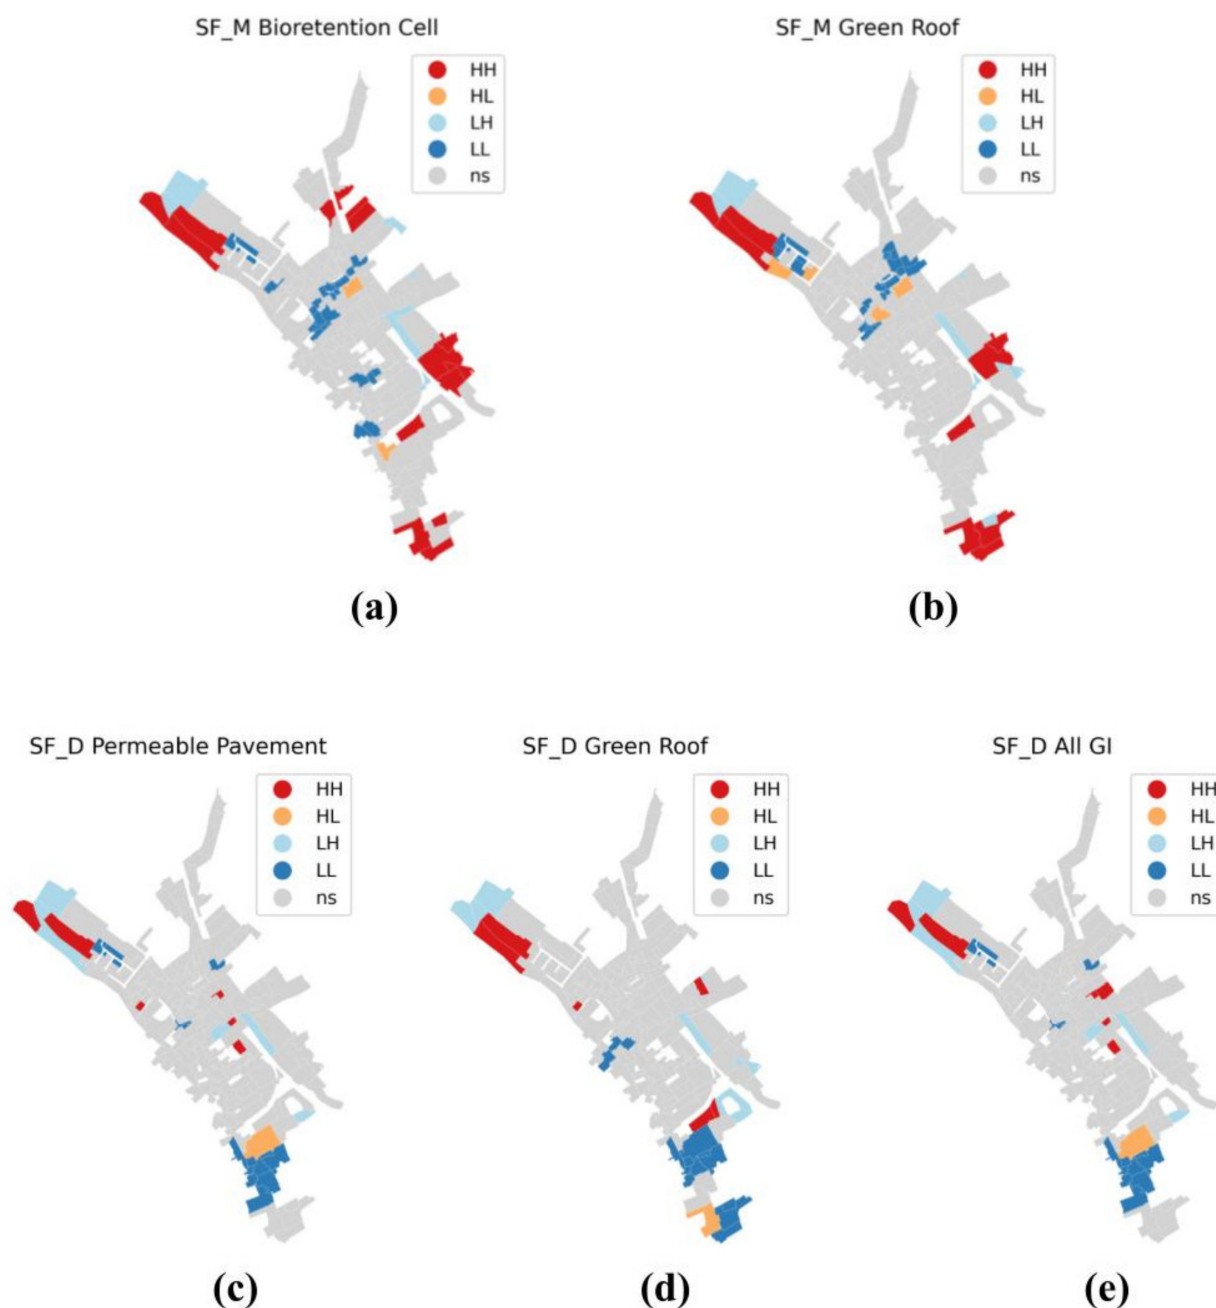 SF_M Bioretention Cell
HH
HL
LH
LL
ns
(a)
SF_M Green Roof
HH
HL
LH
LL
ns
(b)
SF_D Permeable Pavement
HH
HL
LH
LL
ns
(c)
SF_D Green Roof
HH
HL
LH
LL
ns
(d)
SF_D All GI
HH
HL
LH
LL
ns
(e)